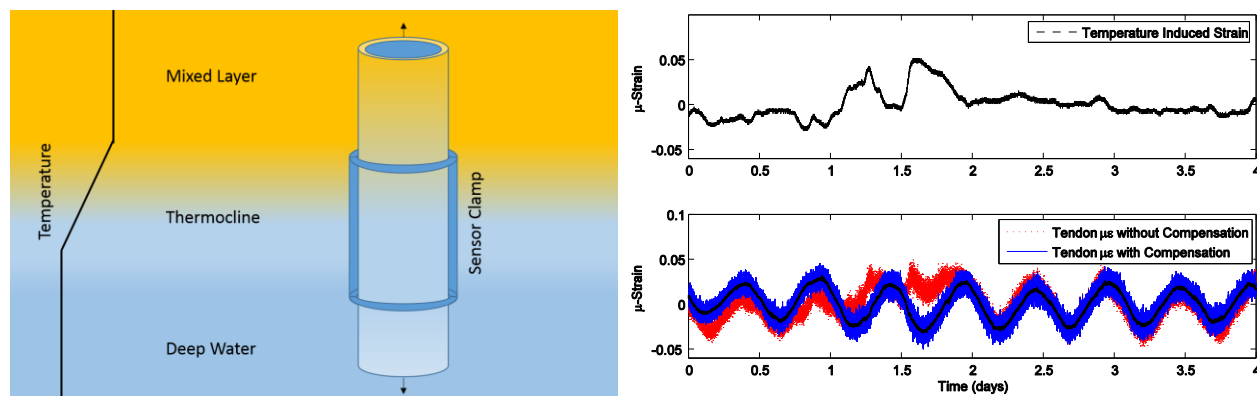 Mixed Layer
Temperature
Thermocline
Sensor Clamp
Deep Water
Temperature Induced Strain
μ-Strain
0.05
0
-0.05
0 0.5 1 1.5 2 2.5 3 3.5 4
Tendon με without Compensation
Tendon με with Compensation
μ-Strain
0.1
0.05
0
-0.05
0 0.5 1 1.5 2 2.5 3 3.5 4
Time (days)